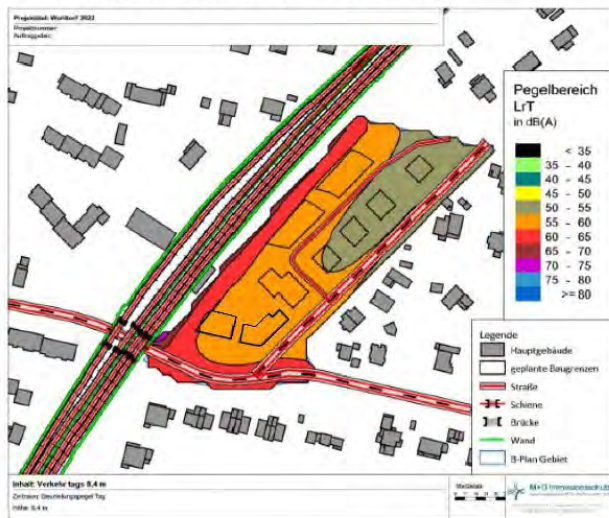 Projekttitel: Wohldorf 2022
Projektnummer:
Auftraggeber:
Pegelbereich
LrT
in dB(A)
< 35
35 - 40
40 - 45
45 - 50
50 - 55
55 - 60
60 - 65
65 - 70
70 - 75
75 - 80
>= 80
Legende
Hauptgebäude
geplante Baugrenzen
Straße
Schiene
Brücke
Wand
B-Plan Gebiet
Inhalt: Verkehr tags 8,4 m
Zeitraum: Beurteilungspegel Tag
Höhe: 8,4 m
Maßstab